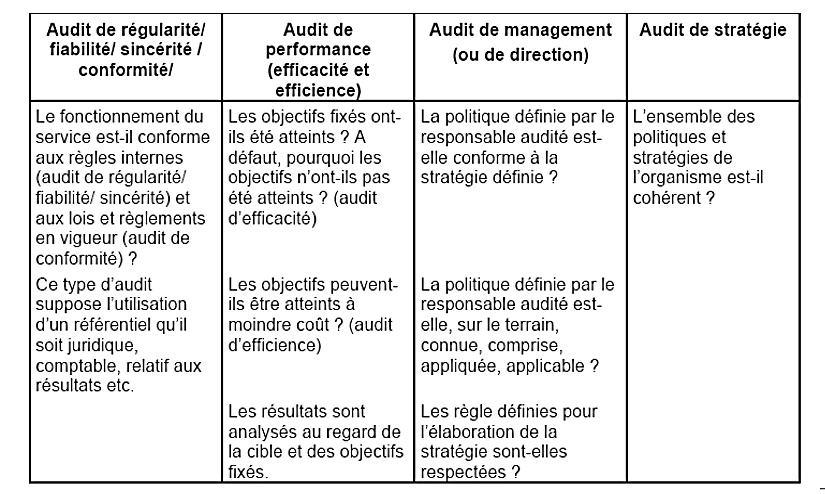 Audit de régularité/
fiabilité/ sincérité /
conformité/
Audit de
performance
(efficacité et
efficience)
Audit de management
(ou de direction)
Audit de stratégie
Le fonctionnement du
service est-il conforme
aux règles internes
(audit de régularité/
fiabilité/ sincérité) et
aux lois et règlements
en vigueur (audit de
conformité) ?
Ce type d’audit
suppose l’utilisation
d’un référentiel qu’il
soit juridique,
comptable, relatif aux
résultats etc.
Les objectifs fixés ont-
ils été atteints ? A
défaut, pourquoi les
objectifs n’ont-ils pas
été atteints ? (audit
d’efficacité)
Les objectifs peuvent-
ils être atteints à
moindre coût ? (audit
d’efficience)
Les résultats sont
analysés au regard de
la cible et des objectifs
fixés.
La politique définie par le
responsable audité est-
elle conforme à la
stratégie définie ?
La politique définie par le
responsable audité est-
elle, sur le terrain,
connue, comprise,
appliquée, applicable ?
Les règle définies pour
l’élaboration de la
stratégie sont-elles
respectées ?
L’ensemble des
politiques et
stratégies de
l’organisme est-il
cohérent ?